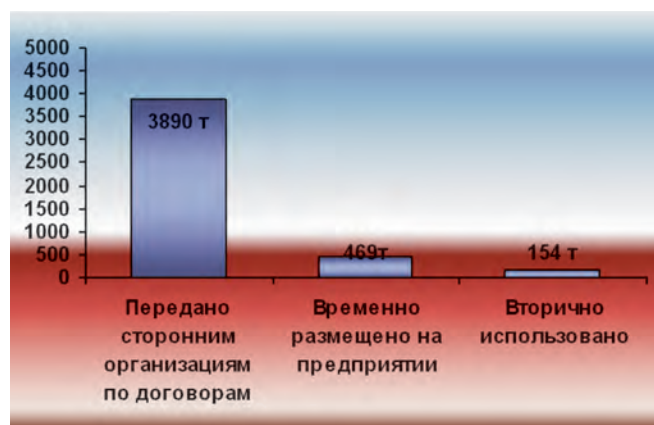 5000
4500
4000
3500
3000
2500
2000
1500
1000
500
0
3890 т
469т
154 т
Передано
сторонним
организациям
по договорам
Временно
размещено на
предприятии
Вторично
использовано